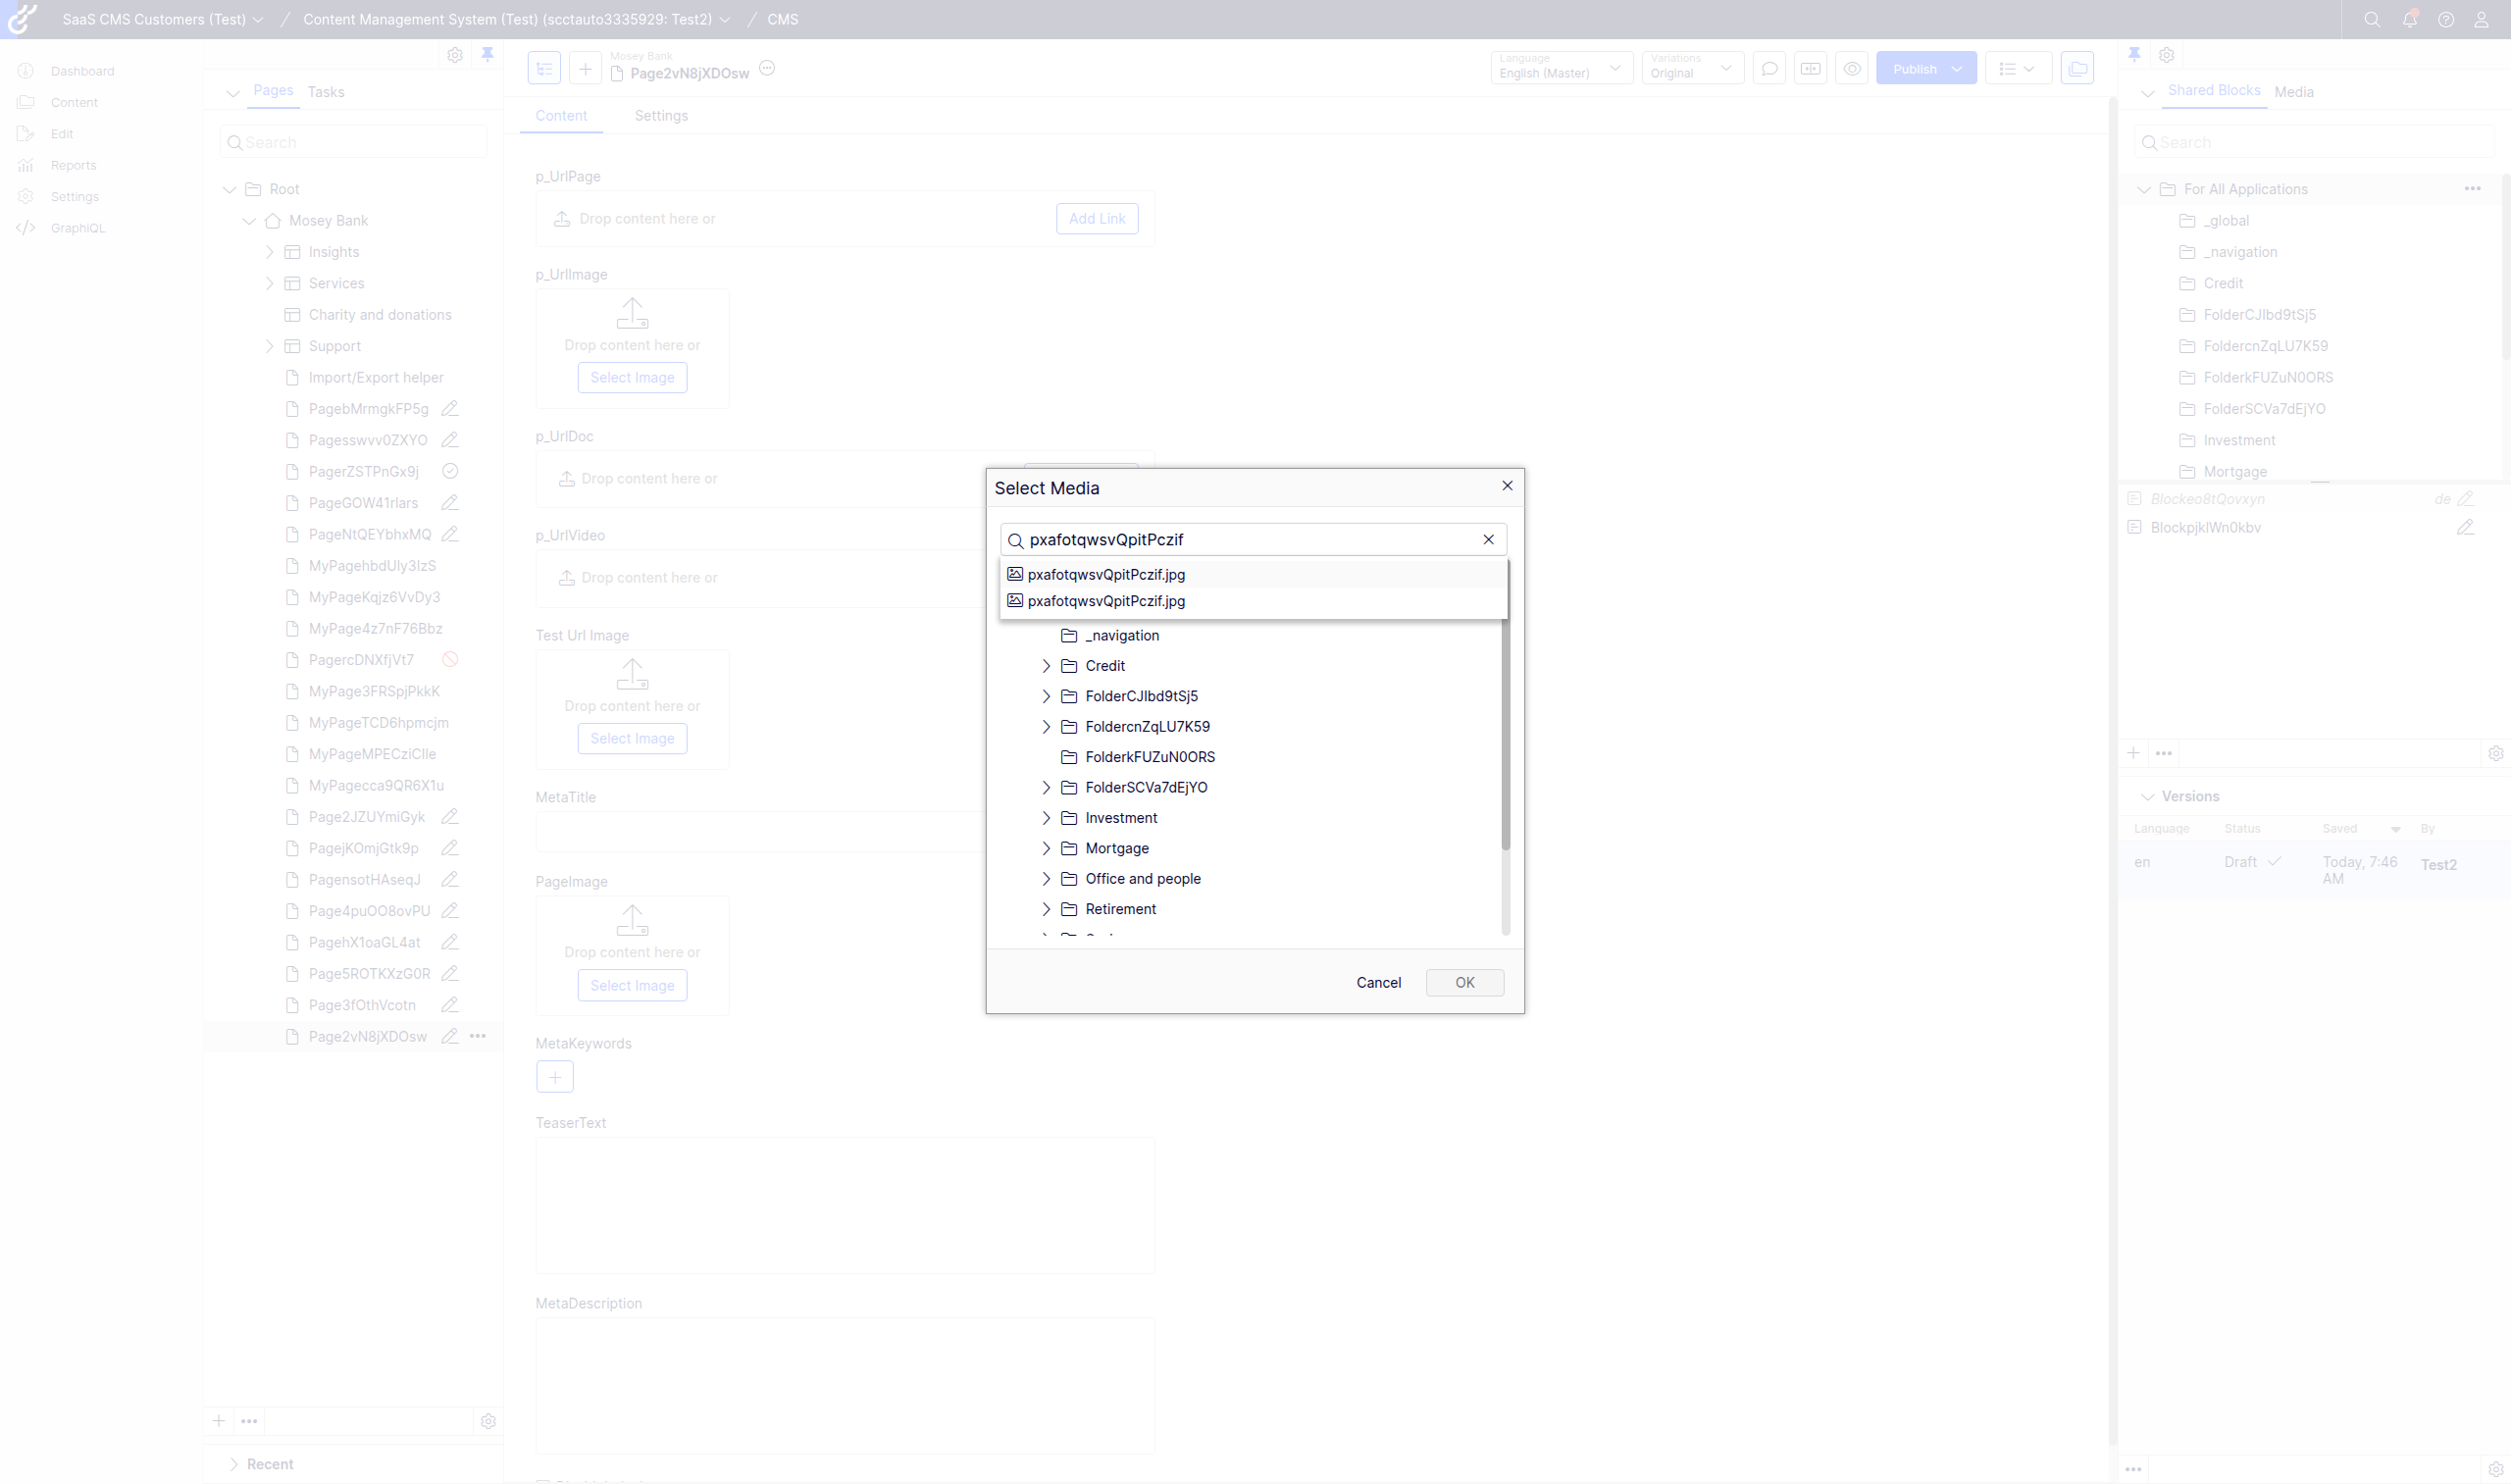 SaaS CMS Customers (Test) / Content Management System (Test) (scctauto3335929: Test2) / CMS
Dashboard
Content
Edit
Reports
Settings
GraphiQL
Pages Tasks
Search
Root
Mosey Bank
Insights
Services
Charity and donations
Support
Import/Export helper
PagebMrmgkFP5g
Pagesswvv0ZXYO
PagerZSTPnGx9j
PageGOW41rlars
PageNtQEYbhxMQ
MyPagehbdUly3IzS
MyPageKqjz6VvDy3
MyPage4z7nF76Bbz
PagercDNXfjVt7
MyPage3FRSpjPkkK
MyPageTCD6hpmcjm
MyPageMPECziCIle
MyPagecca9QR6X1u
Page2JZUYmiGyk
PagejKOmjGtk9p
PagensotHAseqJ
Page4puOO8ovPU
PagehX1oaGL4at
Page5ROTKXzG0R
Page3fOthVcotn
Page2vN8jXDOsw
Recent
Mosey Bank
Page2vN8jXDOsw
Language
English (Master)
Variations
Original
Publish
Content Settings
p_UrlPage
Drop content here or Add Link
p_UrlImage
Drop content here or
Select Image
p_UrlDoc
Drop content here or
p_UrlVideo
Drop content here or
Test Url Image
Drop content here or
Select Image
MetaTitle
PageImage
Drop content here or
Select Image
MetaKeywords
TeaserText
MetaDescription
Select Media
pxafotqwsvQpitPczif
pxafotqwsvQpitPczif.jpg
pxafotqwsvQpitPczif.jpg
_navigation
Credit
FolderCJIbd9tSj5
FoldercnZqLU7K59
FolderkFUZuN0ORS
FolderSCVa7dEjYO
Investment
Mortgage
Office and people
Retirement
Cancel OK
Shared Blocks Media
Search
For All Applications
_global
_navigation
Credit
FolderCJIbd9tSj5
FoldercnZqLU7K59
FolderkFUZuN0ORS
FolderSCVa7dEjYO
Investment
Mortgage
Blockeo8tQovxyn de
BlockpjklWn0kbv
Versions
Language Status Saved By
en Draft Today, 7:46 AM Test2